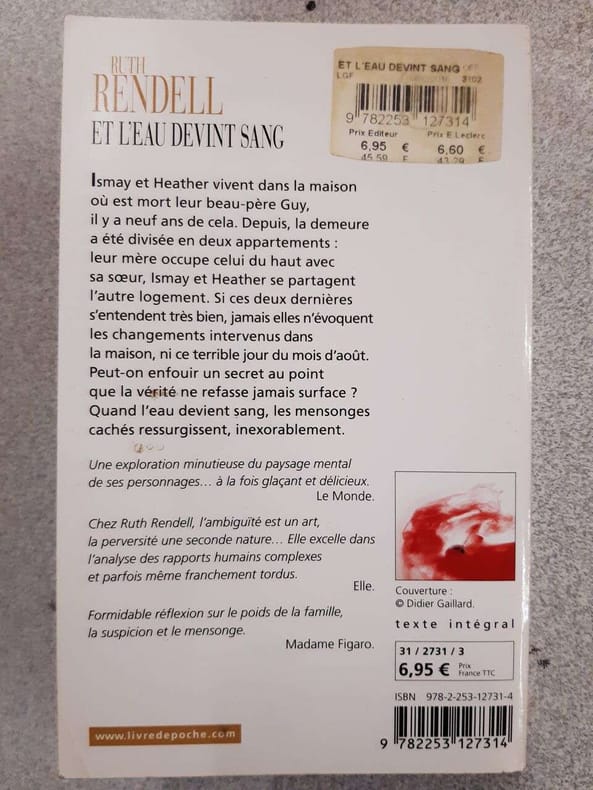 RUTH
RENDELL
ET L'EAU DEVINT SANG
ET L'EAU DEVINT SANG
LGF 3102
9 782253 127314
Prix Editeur Prix E.Leclerc
6,95 € 6,60 €
45.59 F 43.29 F
Ismay et Heather vivent dans la maison
où est mort leur beau-père Guy,
il y a neuf ans de cela. Depuis, la demeure
a été divisée en deux appartements :
leur mère occupe celui du haut avec
sa sœur, Ismay et Heather se partagent
l'autre logement. Si ces deux dernières
s'entendent très bien, jamais elles n'évoquent
les changements intervenus dans
la maison, ni ce terrible jour du mois d'août.
Peut-on enfouir un secret au point
que la vérité ne refasse jamais surface ?
Quand l'eau devient sang, les mensonges
cachés ressurgissent, inexorablement.
Une exploration minutieuse du paysage mental
de ses personnages... à la fois glaçant et délicieux.
Le Monde.
Chez Ruth Rendell, l'ambiguïté est un art,
la perversité une seconde nature... Elle excelle dans
l'analyse des rapports humains complexes
et parfois même franchement tordus.
Elle.
Formidable réflexion sur le poids de la famille,
la suspicion et le mensonge.
Madame Figaro.
Couverture :
© Didier Gaillard.
texte intégral
31 / 2731 / 3
6,95 € Prix
France TTC
ISBN 978-2-253-12731-4
9 782253 127314
www.livredepoche.com